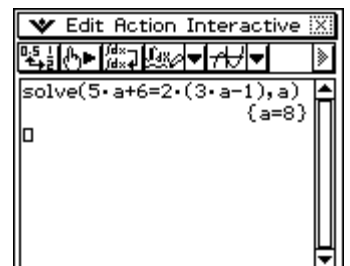 Edit Action Interactive
solve(5·a+6=2·(3·a-1),a)
{a=8}